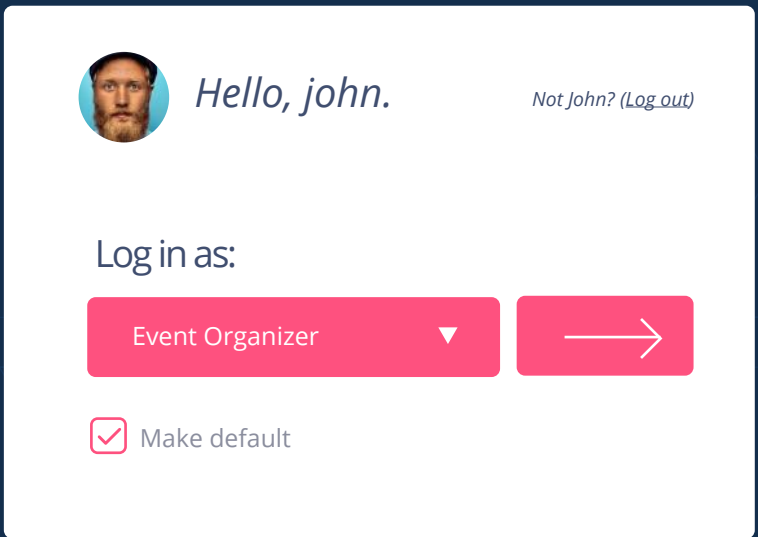 Hello, john.
Not John? (Log out)
Log in as:
Event Organizer
Make default